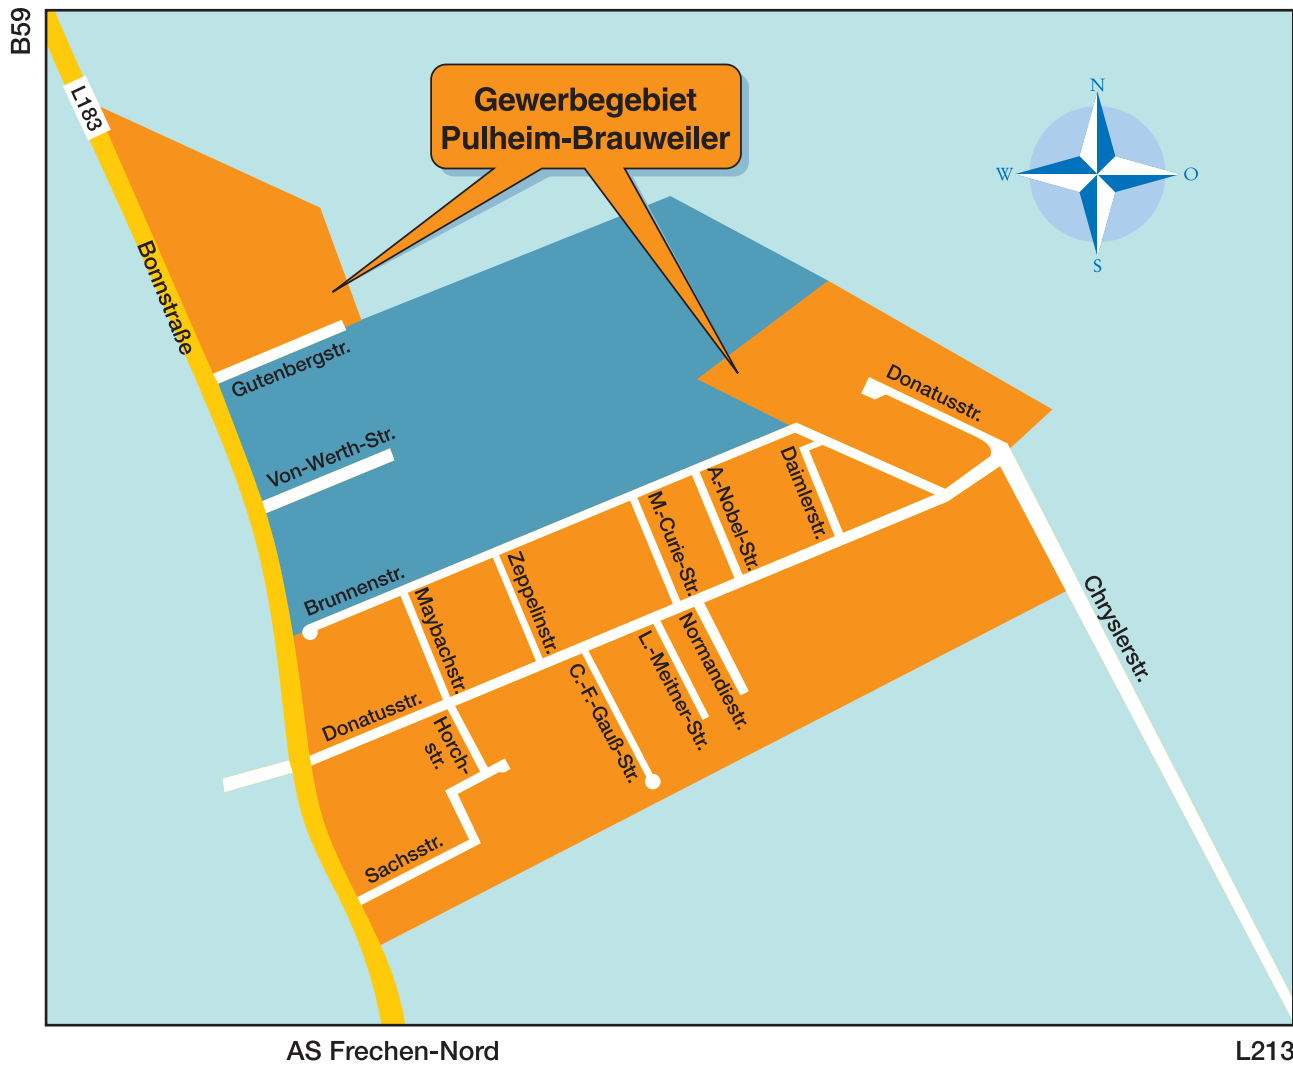 B59
L183
Gewerbegebiet
Pulheim-Brauweiler
N
W
O
S
Bonnstraße
Gutenbergstr.
Von-Werth-Str.
Donatusstr.
Daimlerstr.
A.-Nobel-Str.
M.-Curie-Str.
Zeppelinstr.
Brunnenstr.
Maybachstr.
Chryslerstr.
Normandiestr.
L.-Meitner-Str.
C.-F.-Gauß-Str.
Donatusstr.
Horch-
str.
Sachsstr.
AS Frechen-Nord
L213